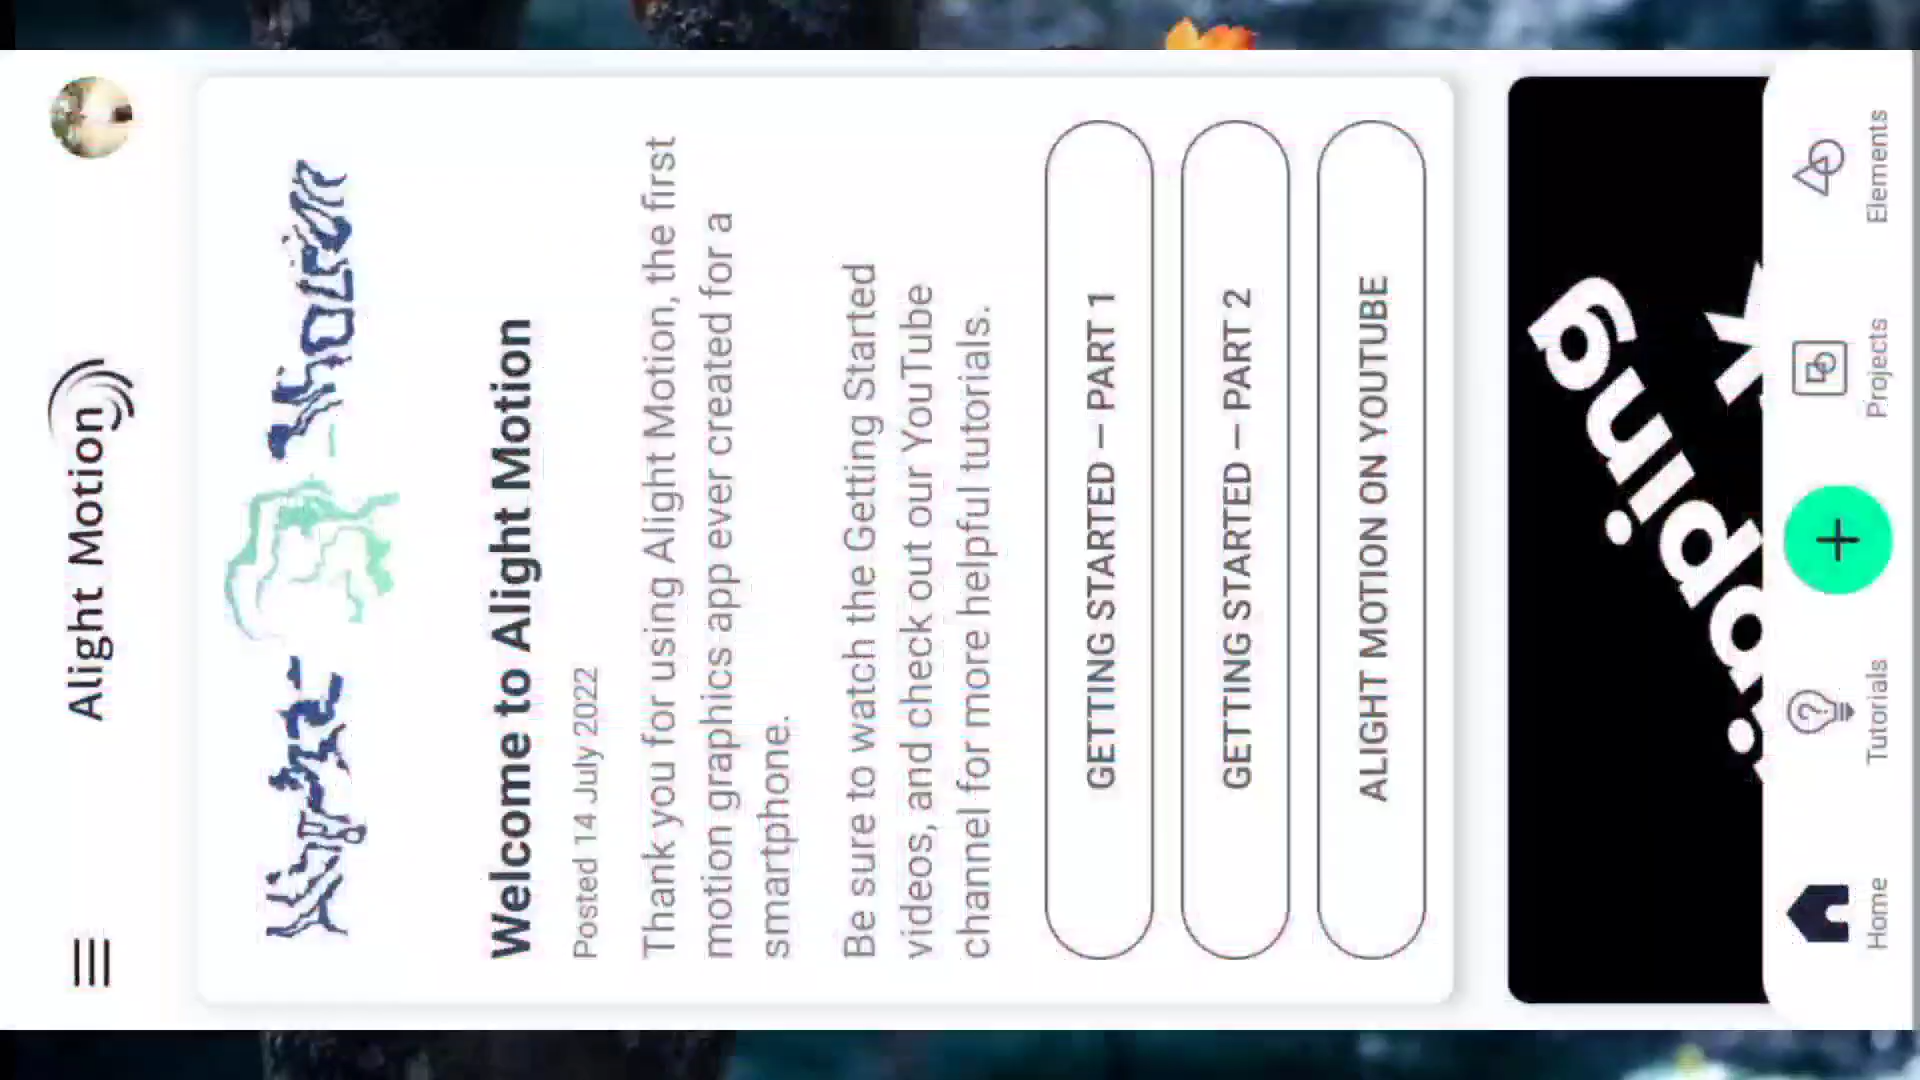 Alight Motion
Welcome to Alight Motion
Posted 14 July 2022
Thank you for using Alight Motion, the first
motion graphics app ever created for a
smartphone.
Be sure to watch the Getting Started
videos, and check out our YouTube
channel for more helpful tutorials.
GETTING STARTED – PART 1
GETTING STARTED – PART 2
ALIGHT MOTION ON YOUTUBE
Home
Tutorials
Projects
Elements